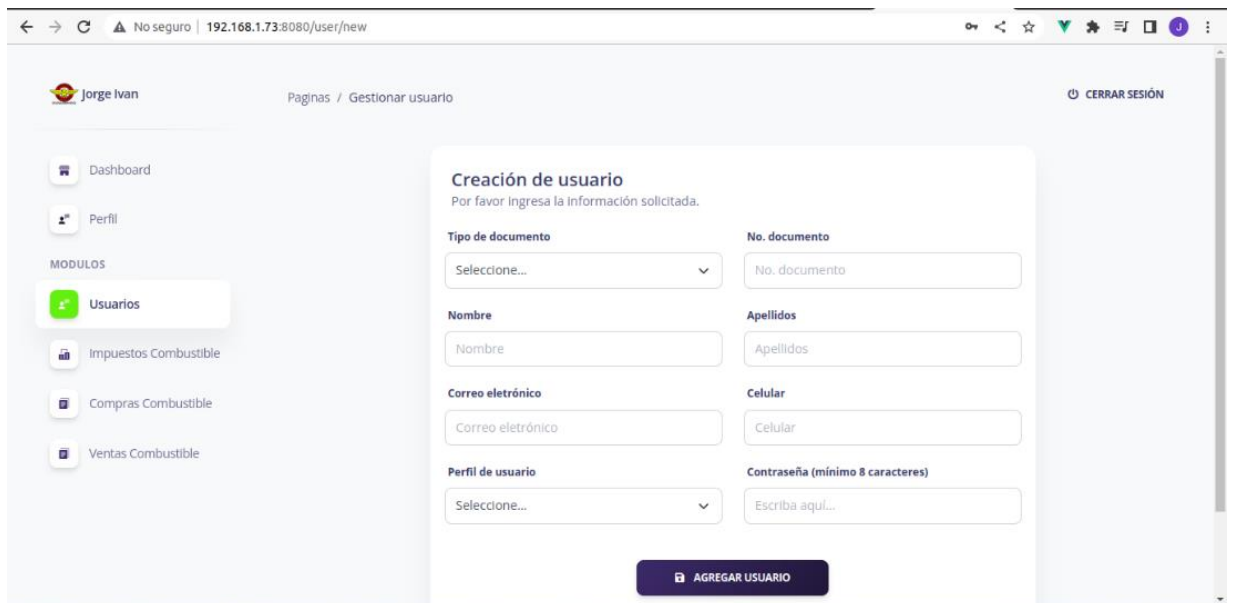 No seguro | 192.168.1.73:8080/user/new
J
Jorge Ivan
Paginas / Gestionar usuario
CERRAR SESIÓN
Dashboard
Perfil
MODULOS
Usuarios
Impuestos Combustible
Compras Combustible
Ventas Combustible
Creación de usuario
Por favor ingresa la información solicitada.
Tipo de documento
Seleccione...
No. documento
No. documento
Nombre
Nombre
Apellidos
Apellidos
Correo eletrónico
Correo eletrónico
Celular
Celular
Perfil de usuario
Seleccione...
Contraseña (mínimo 8 caracteres)
Escriba aquí...
AGREGAR USUARIO